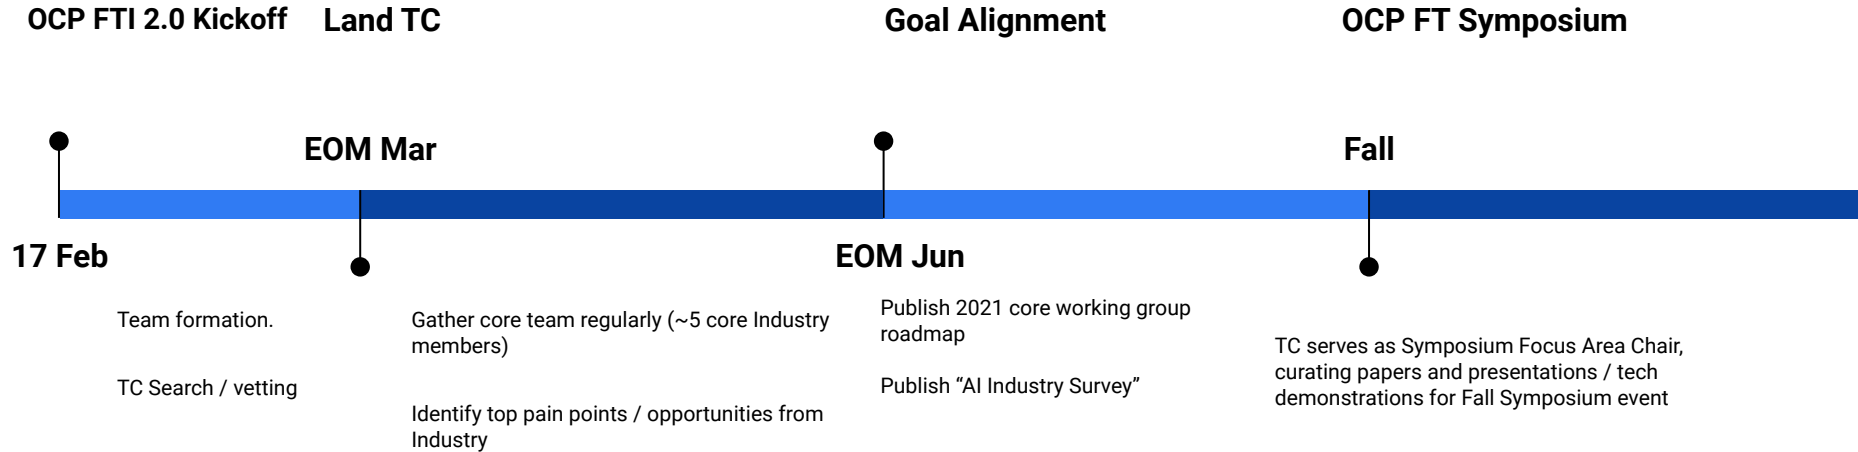 OCP FTI 2.0 Kickoff
Land TC
Goal Alignment
OCP FT Symposium
EOM Mar
Fall
17 Feb
EOM Jun
Team formation.
TC Search / vetting
Gather core team regularly (~5 core Industry
members)
Identify top pain points / opportunities from
Industry
Publish 2021 core working group
roadmap
Publish “AI Industry Survey”
TC serves as Symposium Focus Area Chair,
curating papers and presentations / tech
demonstrations for Fall Symposium event